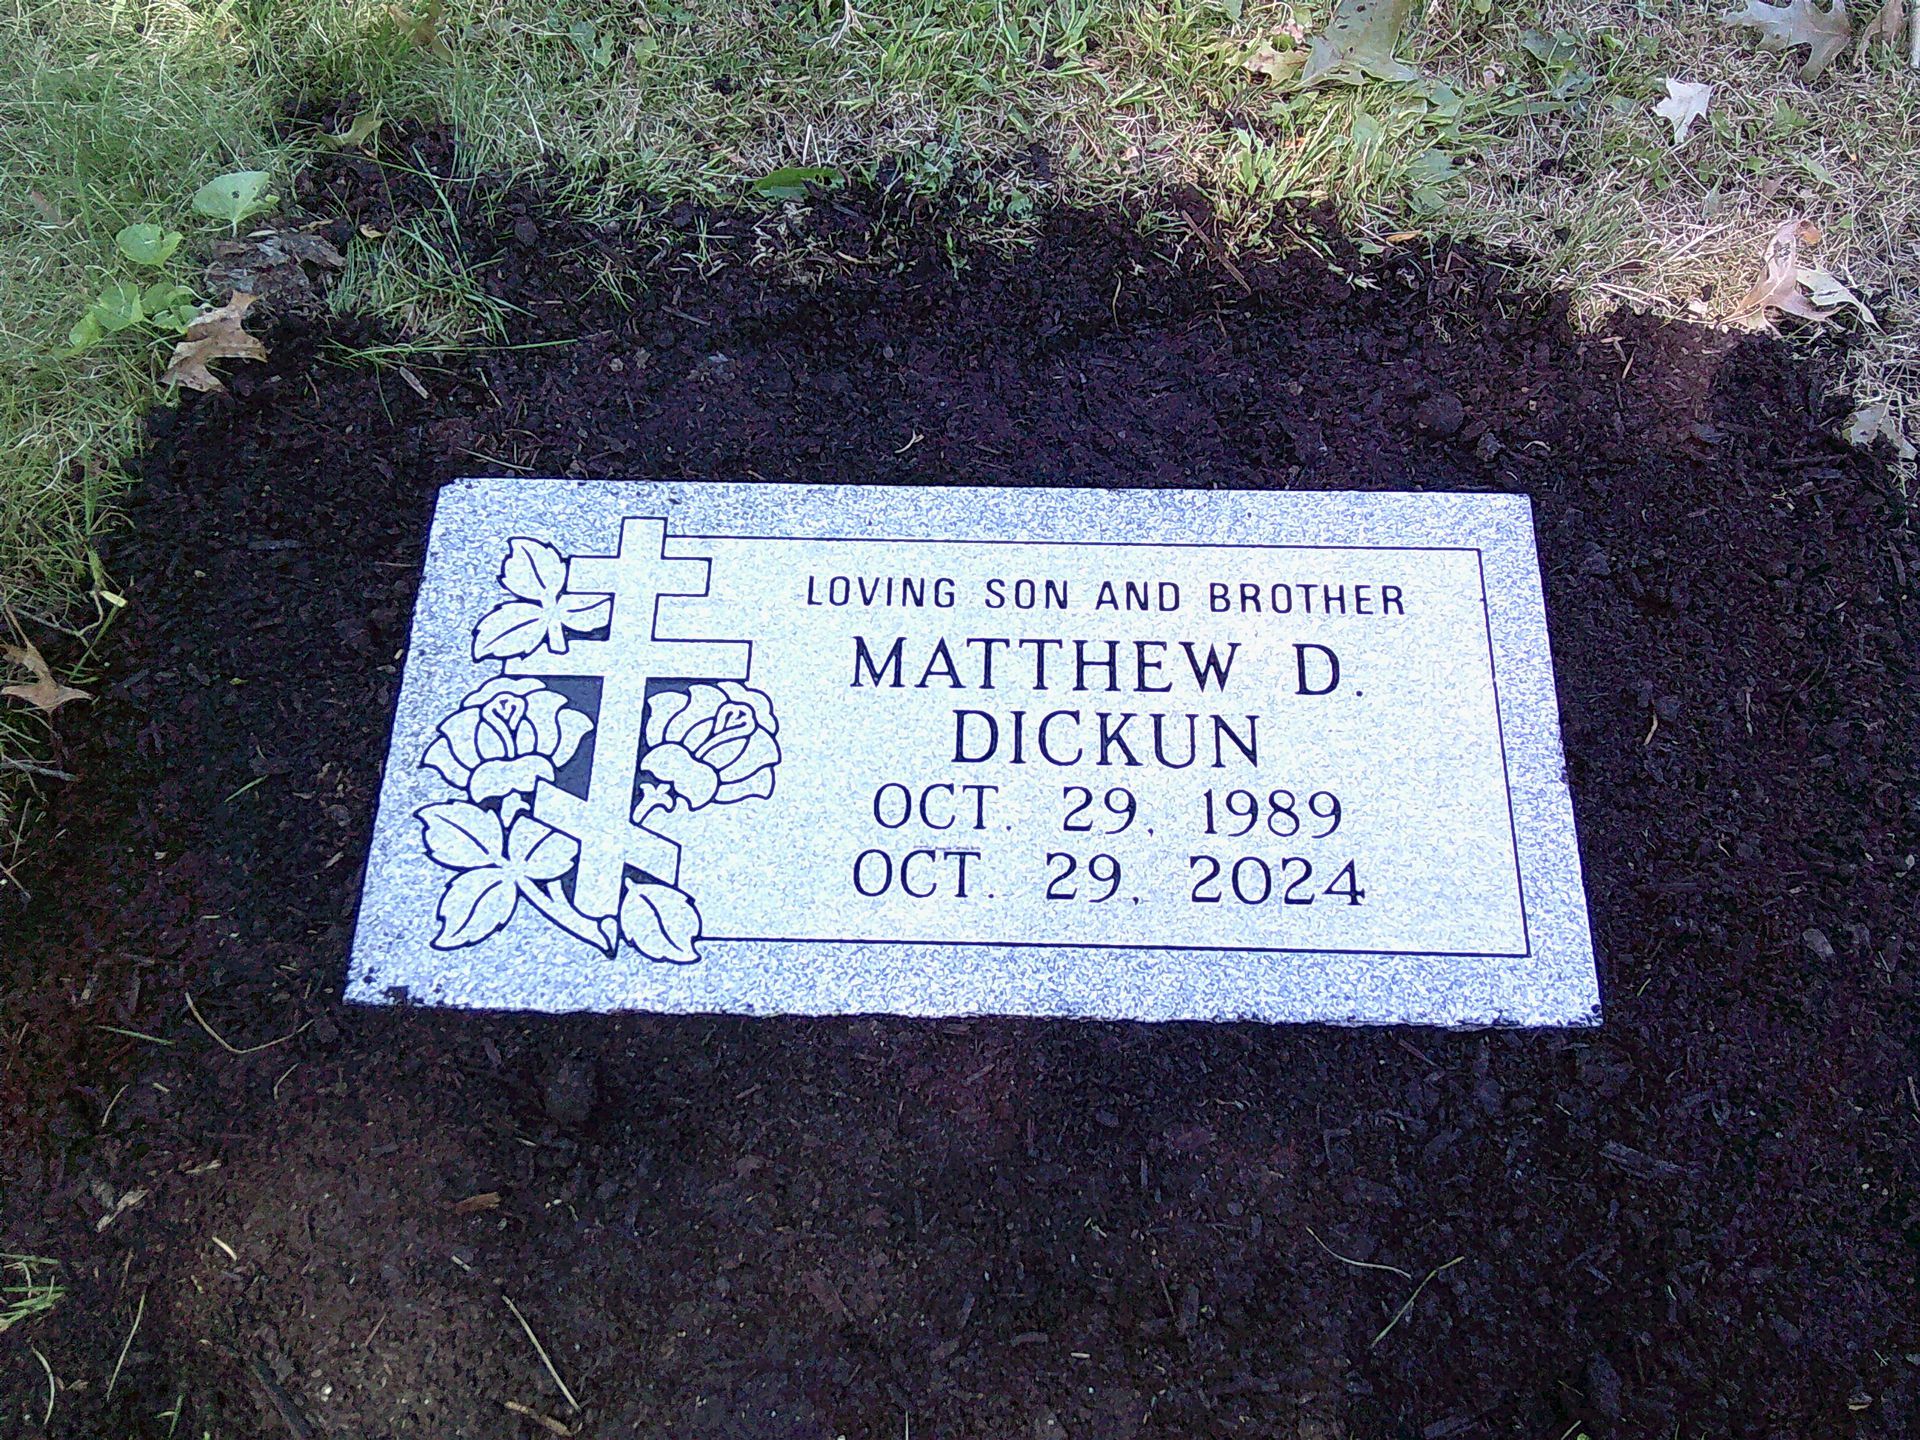 LOVING SON AND BROTHER
MATTHEW D.
DICKUN
OCT. 29, 1989
OCT. 29, 2024